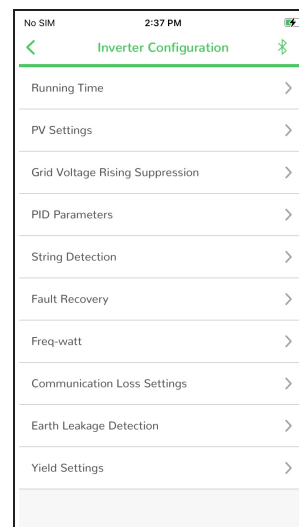 No SIM 2:37 PM
Inverter Configuration
Running Time
PV Settings
Grid Voltage Rising Suppression
PID Parameters
String Detection
Fault Recovery
Freq-watt
Communication Loss Settings
Earth Leakage Detection
Yield Settings